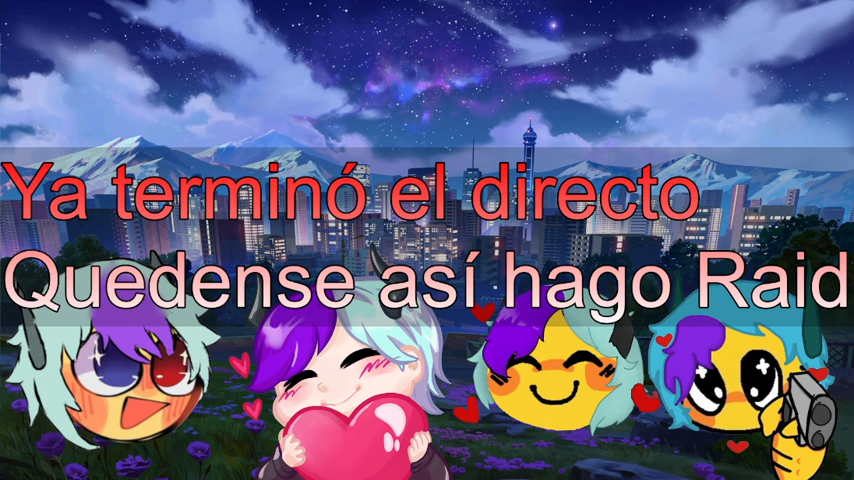 Ya terminó el directo
Quedense así hago Raid